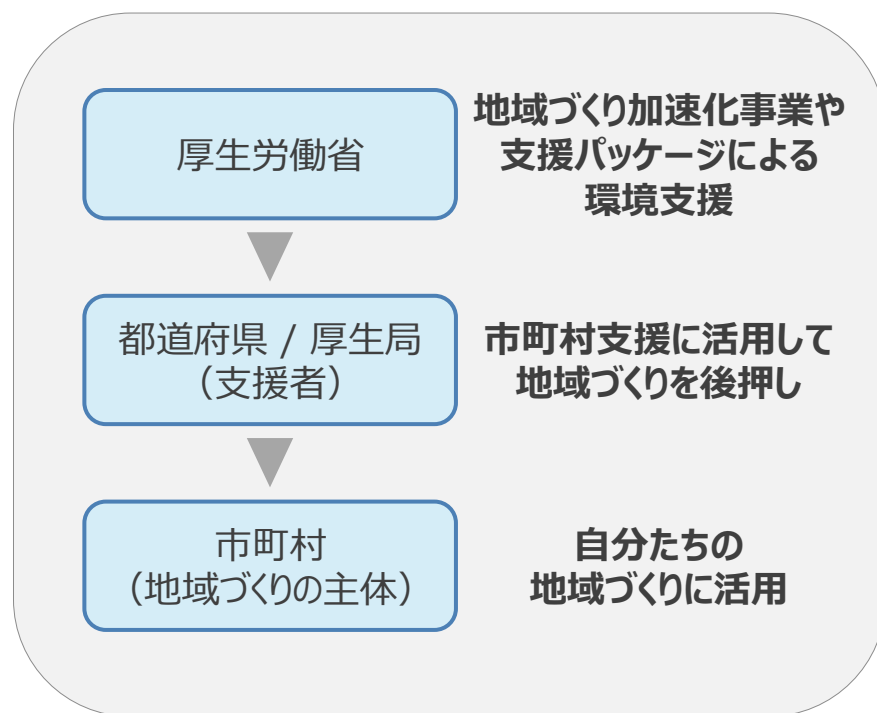 厚生労働省
地域づくり加速化事業や
支援パッケージによる
環境支援
都道府県 / 厚生局
（支援者）
市町村支援に活用して
地域づくりを後押し
市町村
（地域づくりの主体）
自分たちの
地域づくりに活用